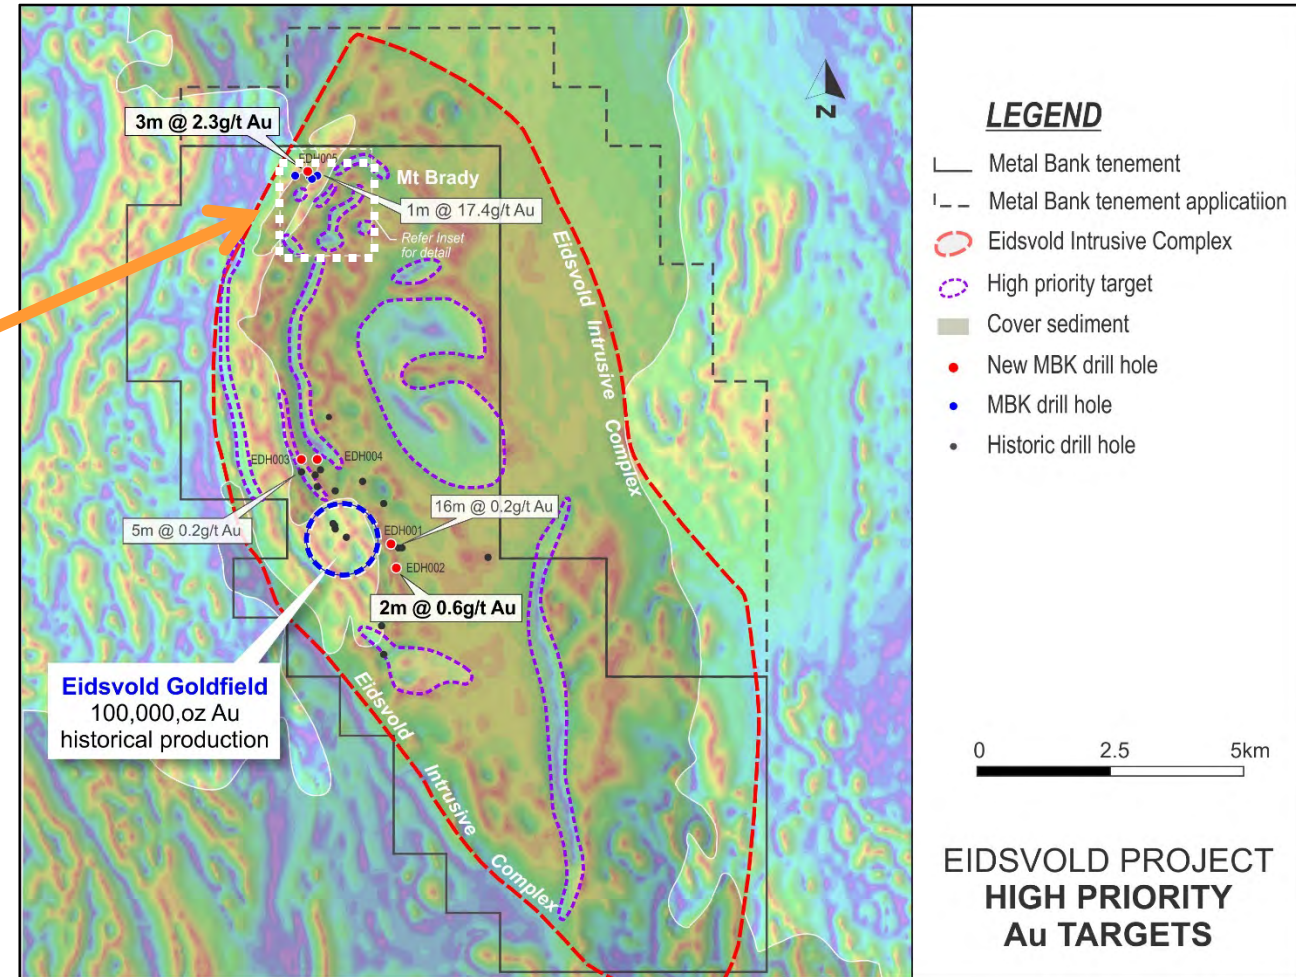 3m @ 2.3g/t Au
EDH005
Mt Brady
1m @ 17.4g/t Au
Refer Inset
for detail
Eidsvold Intrusive Complex
EDH003
EDH004
5m @ 0.2g/t Au
16m @ 0.2g/t Au
EDH001
EDH002
2m @ 0.6g/t Au
Eidsvold Goldfield
100,000,oz Au
historical production
Eidsvold Intrusive Complex
N
LEGEND
Metal Bank tenement
Metal Bank tenement applicatiion
Eidsvold Intrusive Complex
High priority target
Cover sediment
New MBK drill hole
MBK drill hole
Historic drill hole
0 2.5 5km
EIDSVOLD PROJECT
HIGH PRIORITY
Au TARGETS